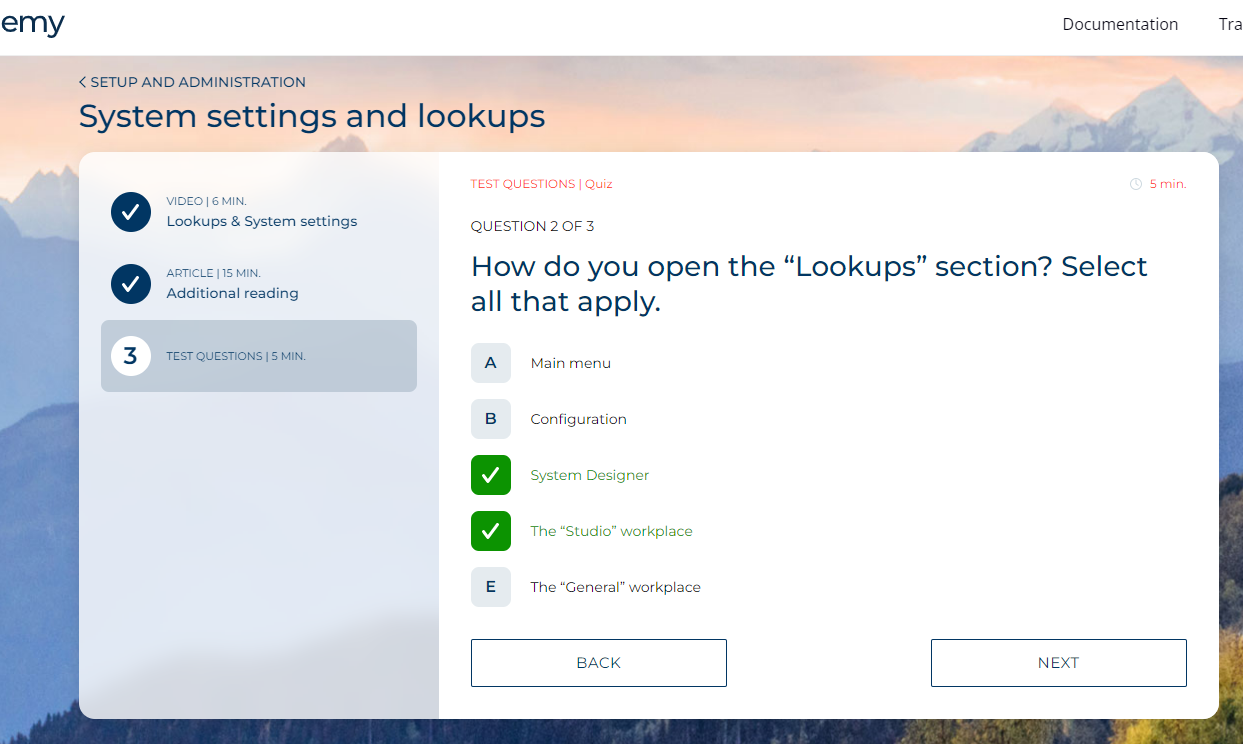 emy
Documentation
Tra
SETUP AND ADMINISTRATION
System settings and lookups
VIDEO | 6 MIN.
Lookups & System settings
ARTICLE | 15 MIN.
Additional reading
3
TEST QUESTIONS | 5 MIN.
TEST QUESTIONS | Quiz
5 min.
QUESTION 2 OF 3
How do you open the “Lookups” section? Select
all that apply.
A Main menu
B Configuration
System Designer
The “Studio” workplace
E The “General” workplace
BACK
NEXT